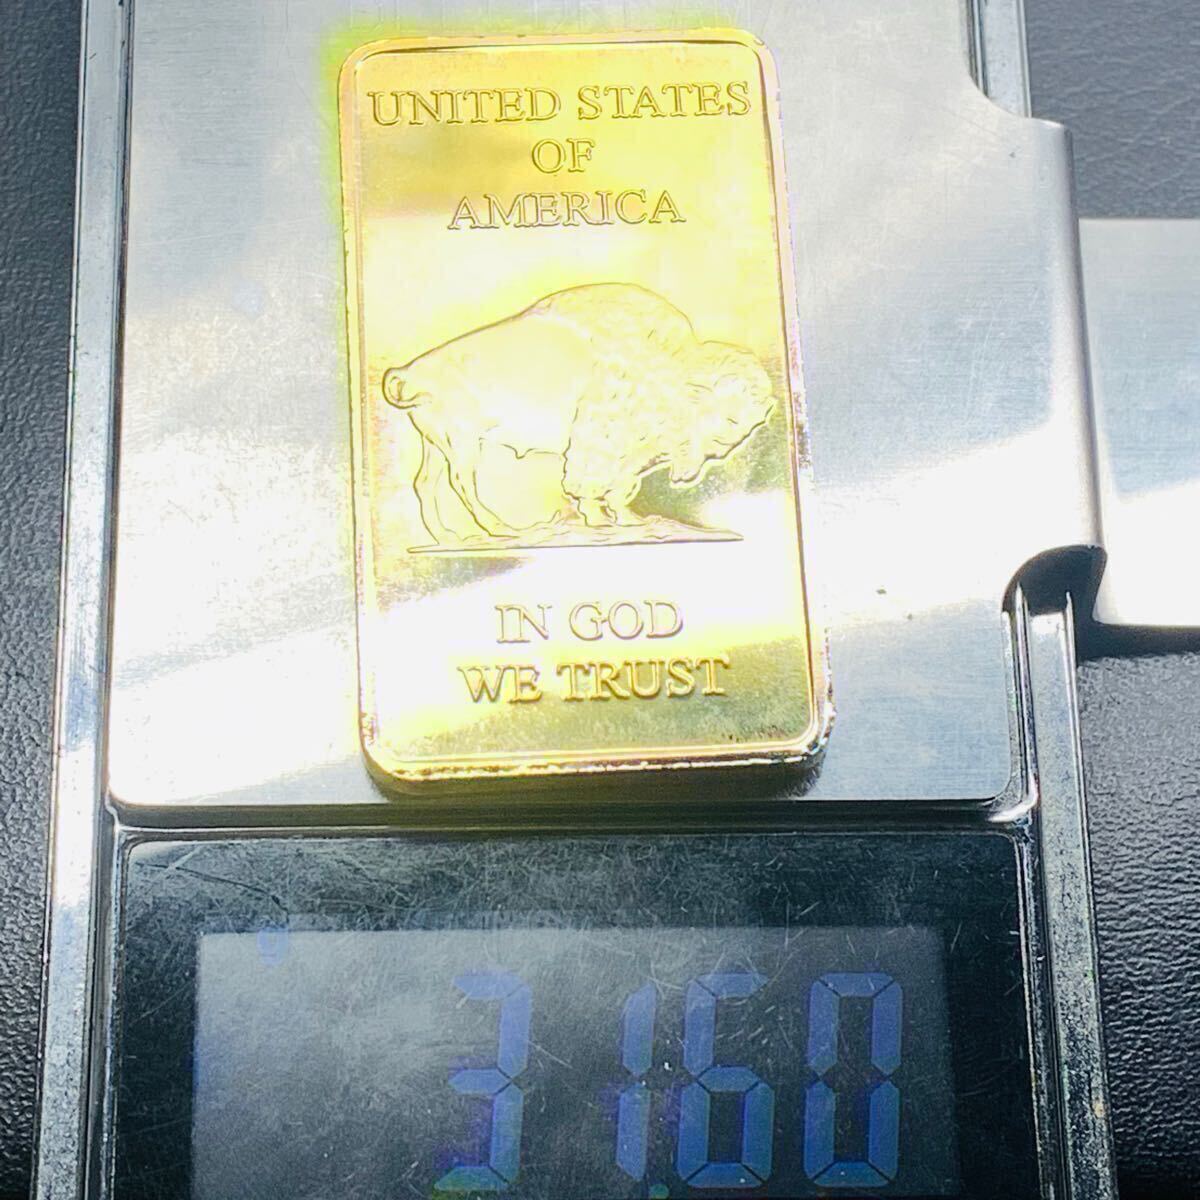 UNITED STATES
OF
AMERICA
IN GOD
WE TRUST
31.60